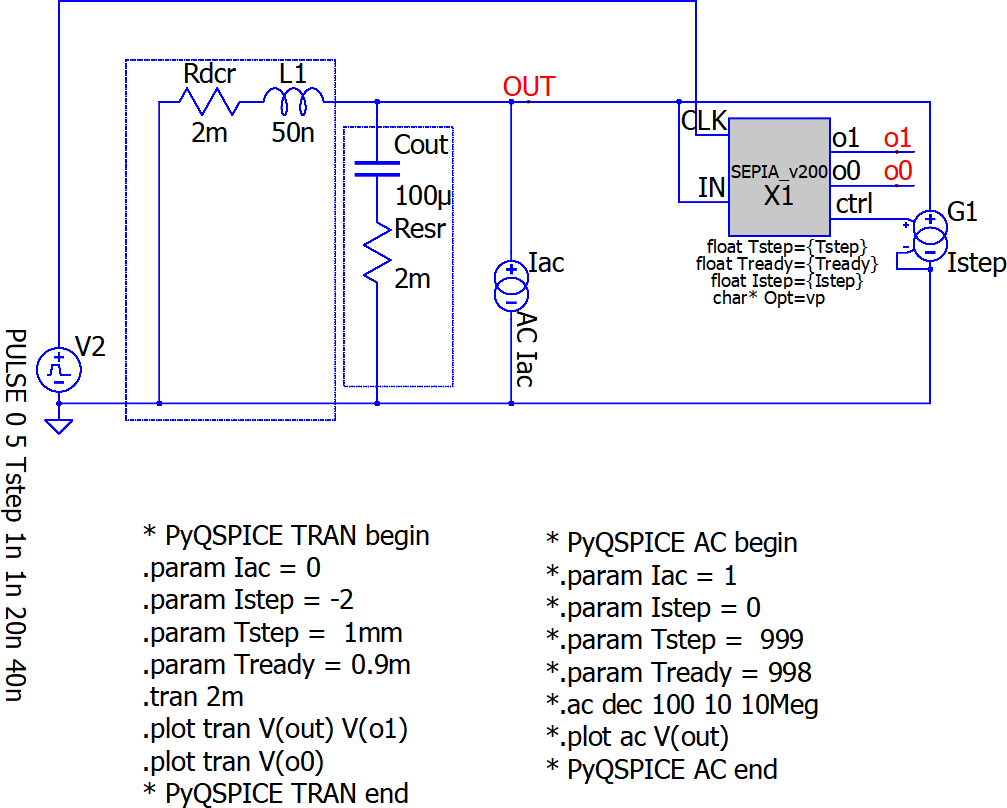 Rdcr
2m
L1
50n
OUT
Cout
100µ
Resr
2m
Iac
AC Iac
CLK
IN
SEPIA_v200
X1
o1
o1
o0
o0
ctrl
float Tstep={Tstep}
float Tready={Tready}
float Istep={Istep}
char* Opt=vp
G1
Istep
V2
PULSE 0 5 Tstep 1n 1n 20n 40n
* PyQSPICE TRAN begin
.param Iac = 0
.param Istep = -2
.param Tstep =  1mm
.param Tready = 0.9m
.tran 2m
.plot tran V(out) V(o1)
.plot tran V(o0)
* PyQSPICE TRAN end
* PyQSPICE AC begin
*.param Iac = 1
*.param Istep = 0
*.param Tstep =  999
*.param Tready = 998
*.ac dec 100 10 10Meg
*.plot ac V(out)
* PyQSPICE AC end